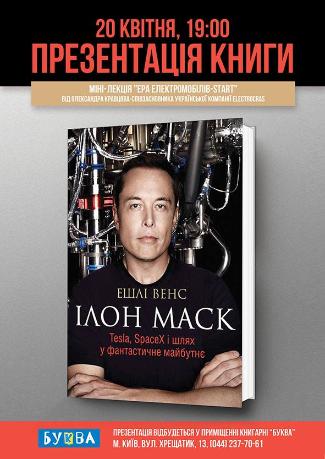 20 КВІТНЯ, 19:00
ПРЕЗЕНТАЦІЯ КНИГИ
МІНІ-ЛЕКЦІЯ "ЕРА ЕЛЕКТРОМОБІЛІВ-START"
ВІД ОЛЕКСАНДРА КРАВЦОВА-СПІВЗАСНОВНИКА УКРАЇНСЬКОЇ КОМПАНІЇ ELECTROCARS
ЕШЛІ ВЕНС
ІЛОН МАСК
Tesla, SpaceX і шлях
у фантастичне майбутнє
БУКВА
ПРЕЗЕНТАЦІЯ ВІДБУДЕТЬСЯ У ПРИМІЩЕННІ КНИГАРНІ "БУКВА"
М. КИЇВ, ВУЛ. ХРЕЩАТИК, 13, (044) 237-70-61